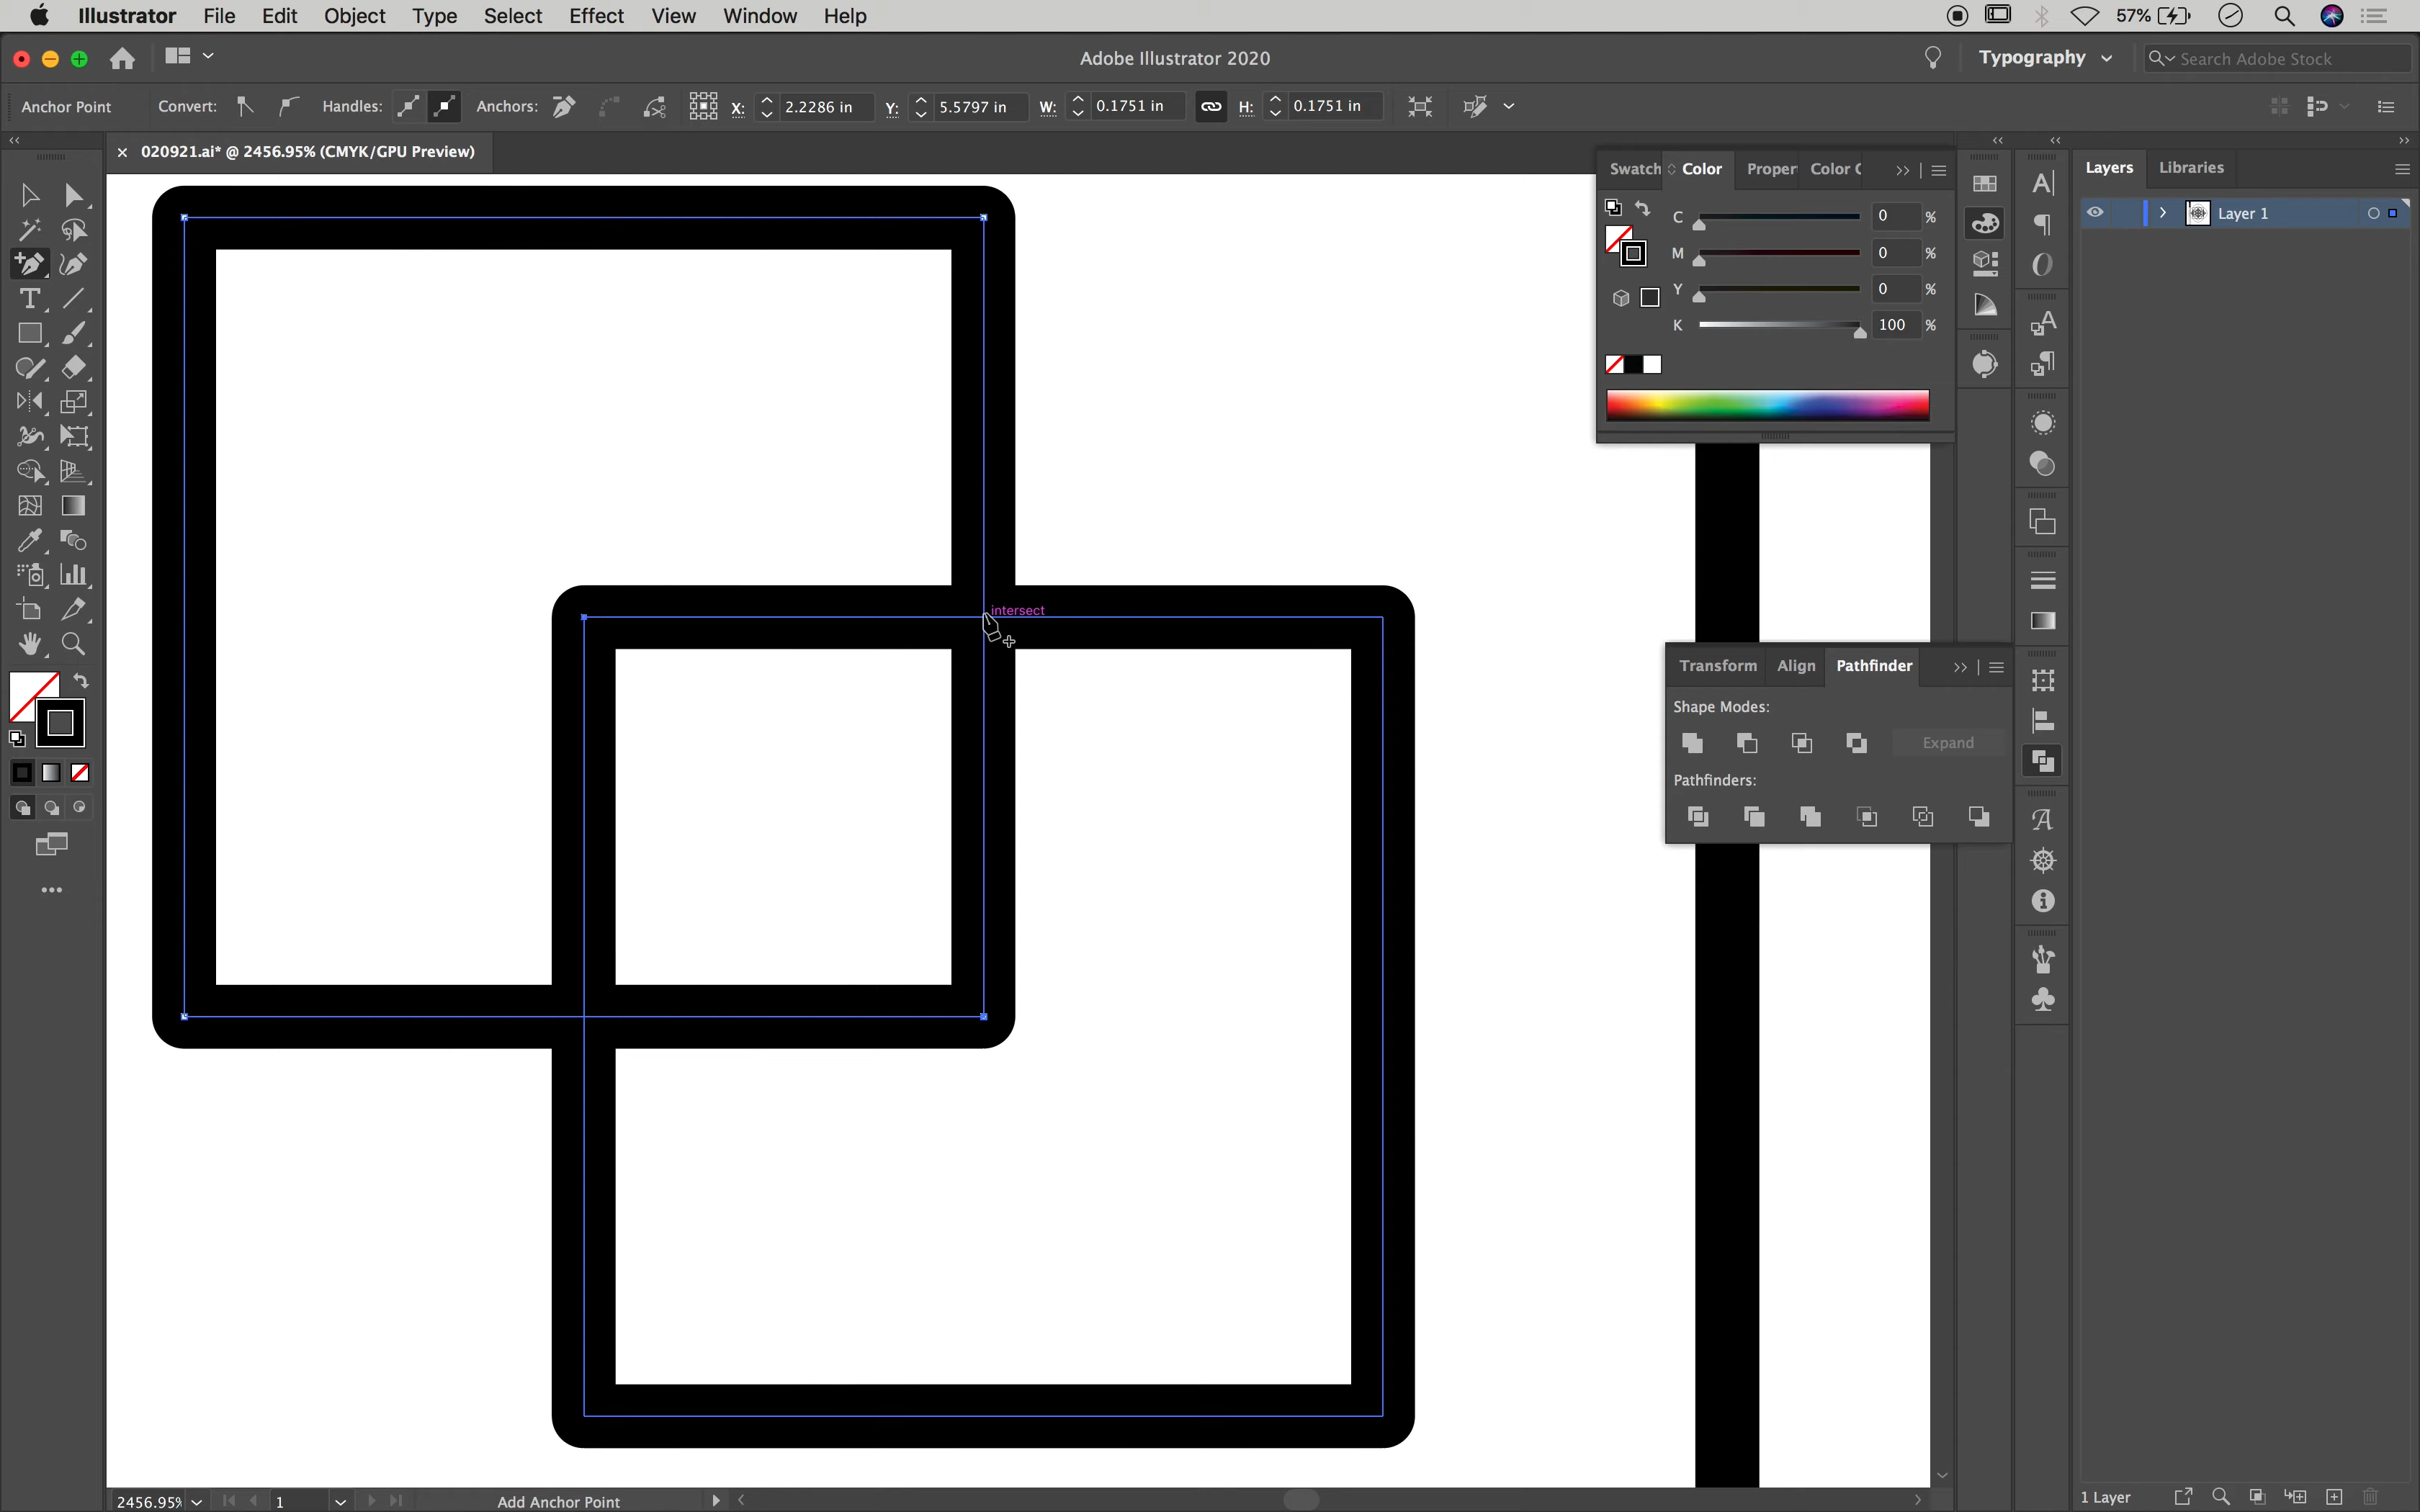 Illustrator File Edit Object Type Select Effect View Window Help 57%
Adobe Illustrator 2020 Typography Search Adobe Stock
Anchor Point Convert: Handles: Anchors: X: 2.2286 in Y: 5.5797 in W: 0.1751 in H: 0.1751 in
× 020921.ai* @ 2456.95% (CMYK/GPU Preview)
Swatch Color Proper Color Layers Libraries
C 0 %
Layer 1
M 0 %
Y 0 %
K 100 %
intersect
Transform Align Pathfinder
Shape Modes:
Expand
Pathfinders:
2456.95% 1 Add Anchor Point 1 Layer